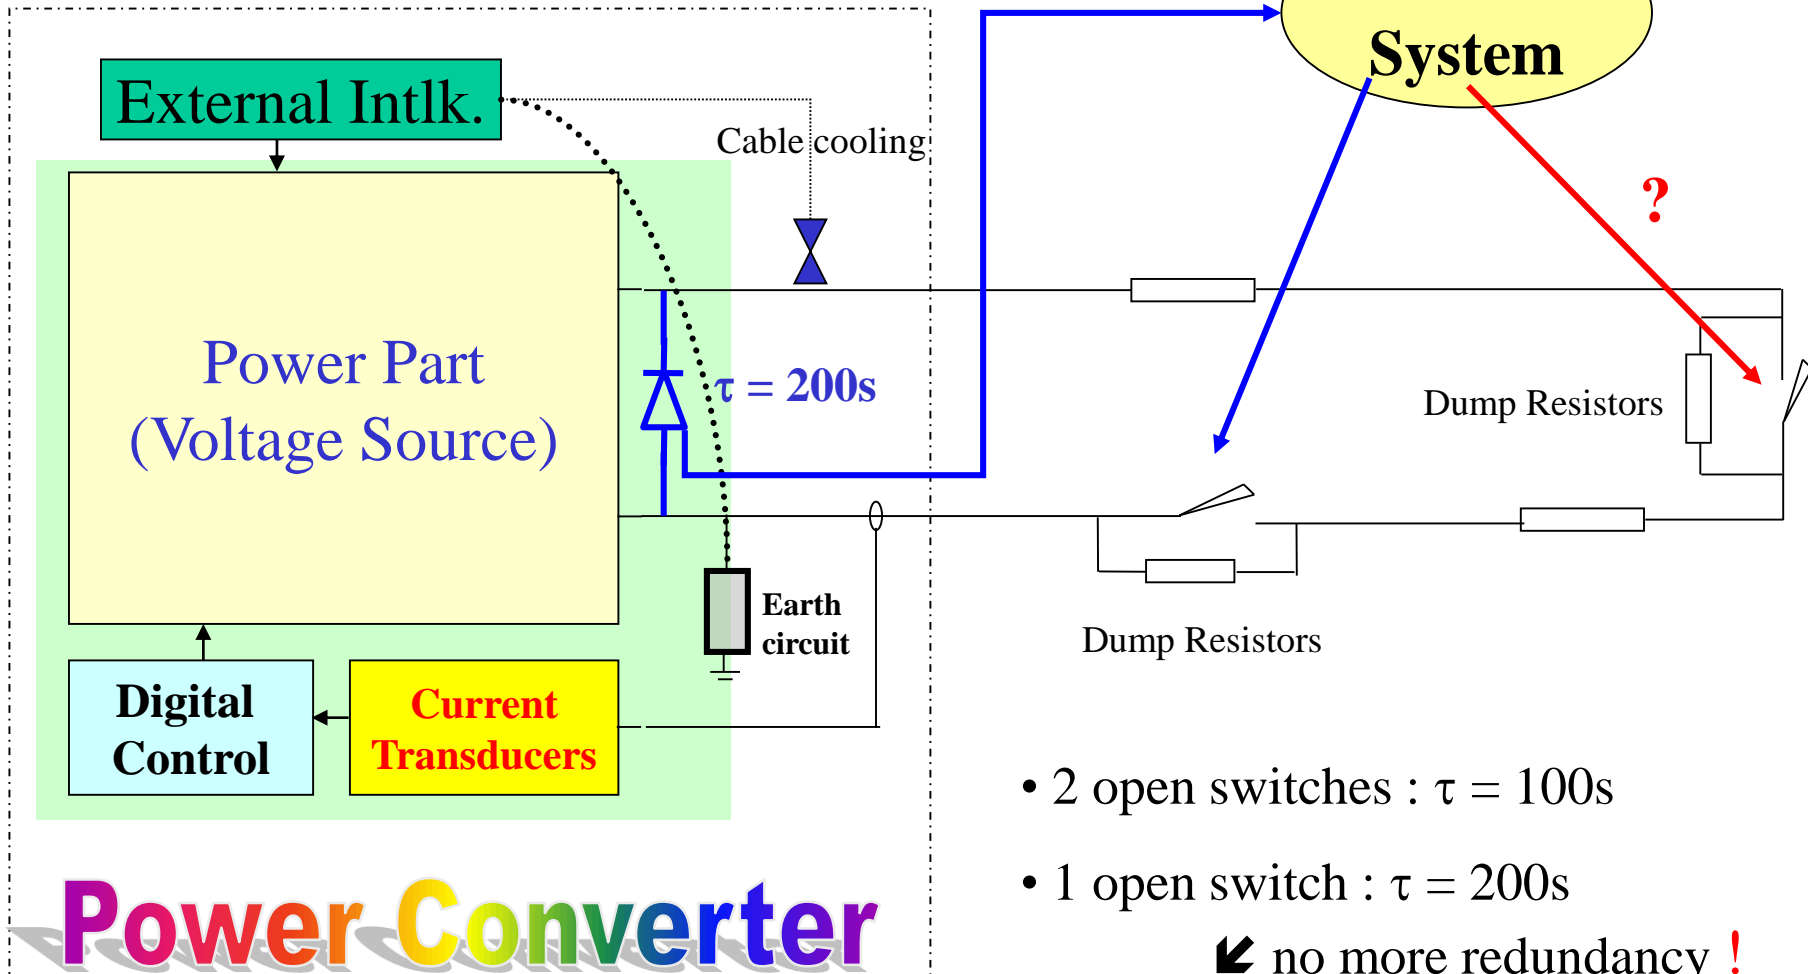 System
External Intlk.
Cable cooling
?
Power Part
(Voltage Source)
τ = 200s
Dump Resistors
Earth
circuit
Dump Resistors
Digital
Control
Current
Transducers
• 2 open switches : τ = 100s
• 1 open switch : τ = 200s
🡿 no more redundancy !
Power Converter